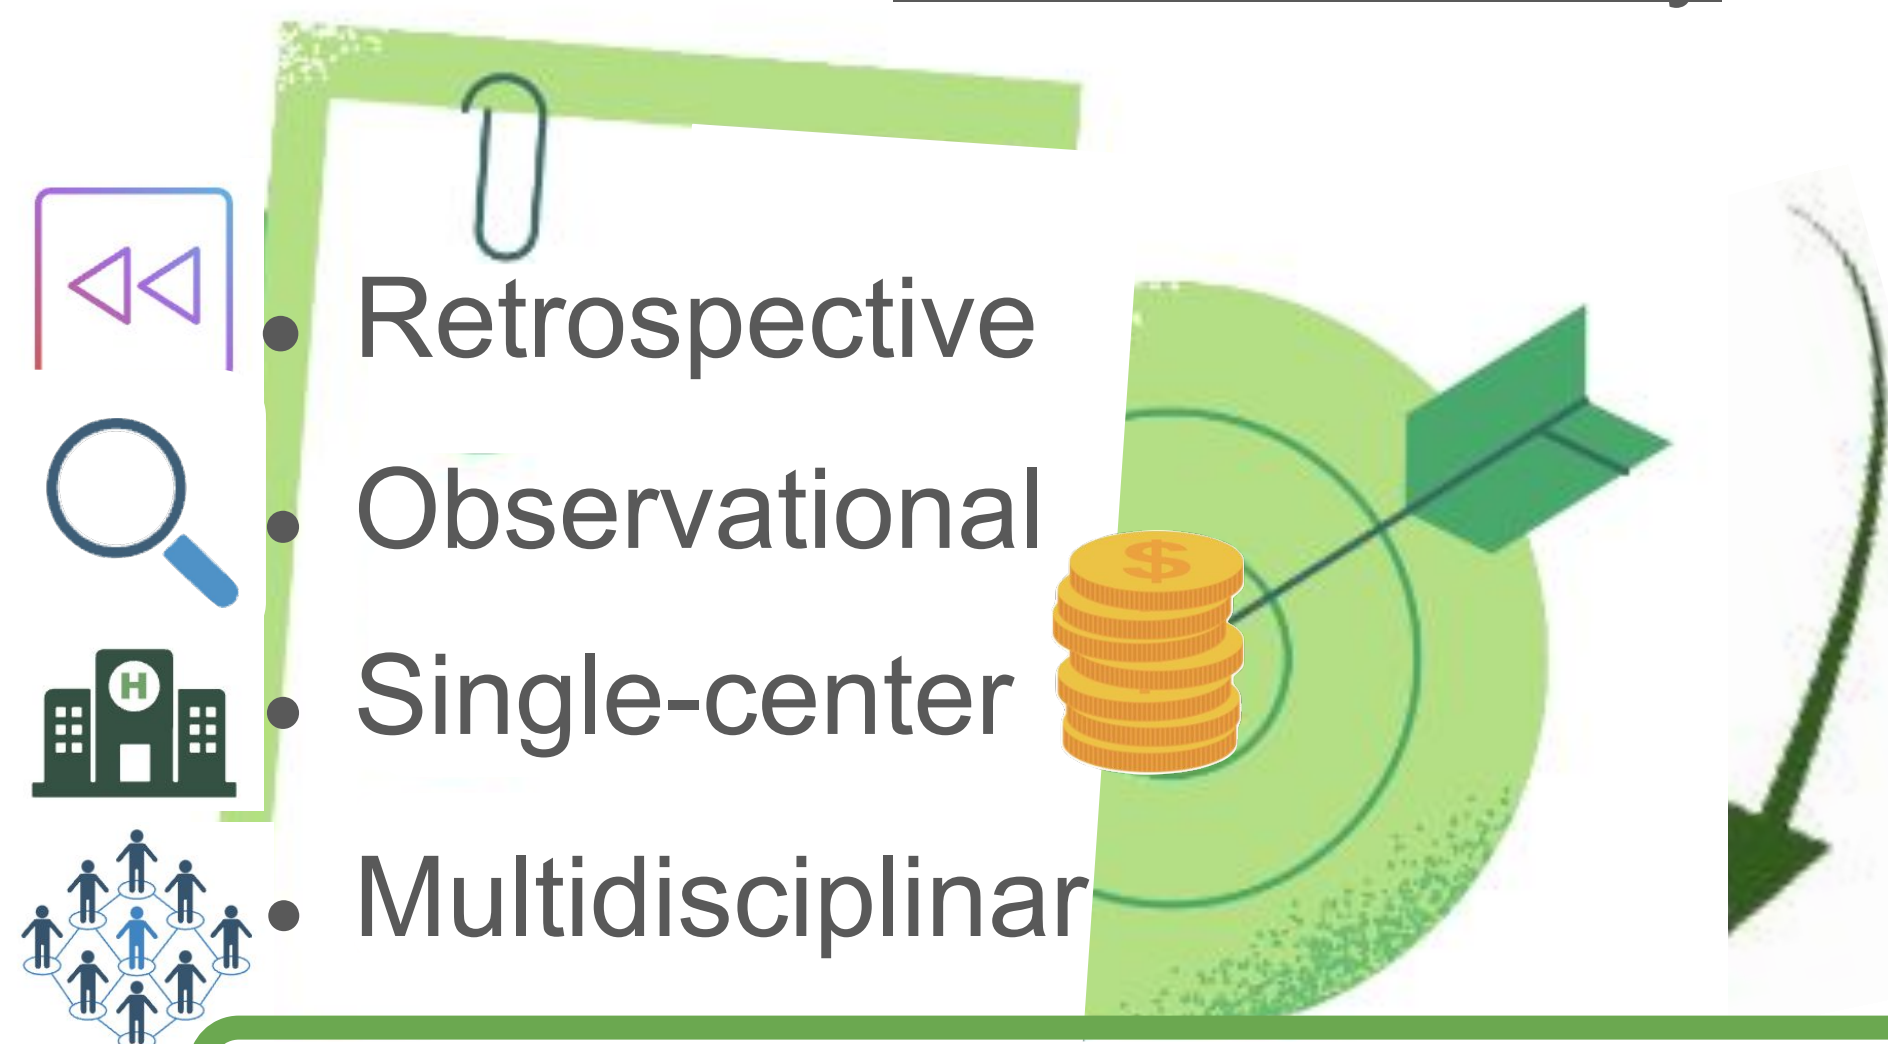 • Retrospective
• Observational
H
• Single-center
• Multidisciplinar
$